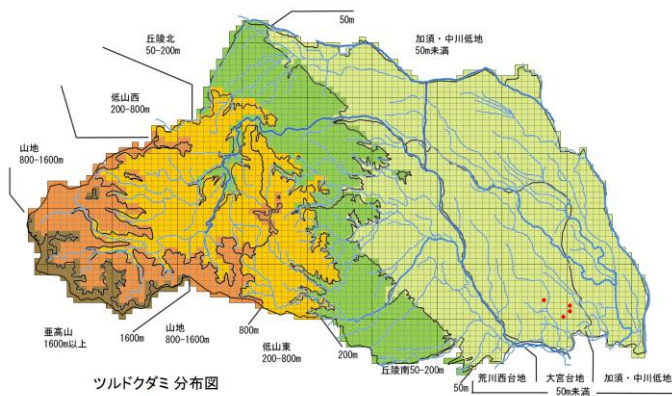 50m
丘陵北
50-200m
加須・中川低地
50m未満
低山西
200-800m
山地
800-1600m
亜高山
1600m以上
1600m
山地
800-1600m
800m
低山東
200-800m
200m
丘陵南50-200m
50m
荒川西台地
大宮台地
加須・中川低地
50m未満
ツルドクダミ 分布図